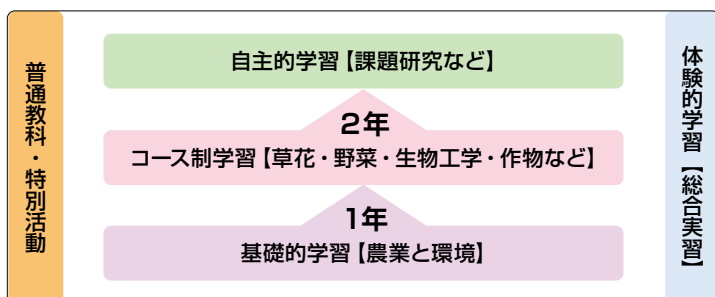 普通教科・特別活動
自主的学習【課題研究など】
2年
コース制学習【草花・野菜・生物工学・作物など】
1年
基礎的学習【農業と環境】
体験的学習【総合実習】